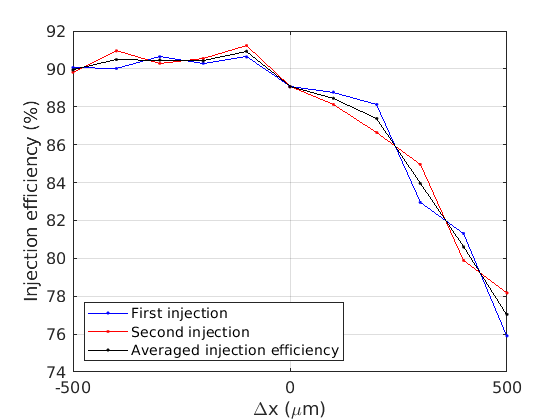 92
90
88
86
84
82
80
78
76
74
Injection efficiency (%)
First injection
Second injection
Averaged injection efficiency
-500 0 500
Δx (μm)